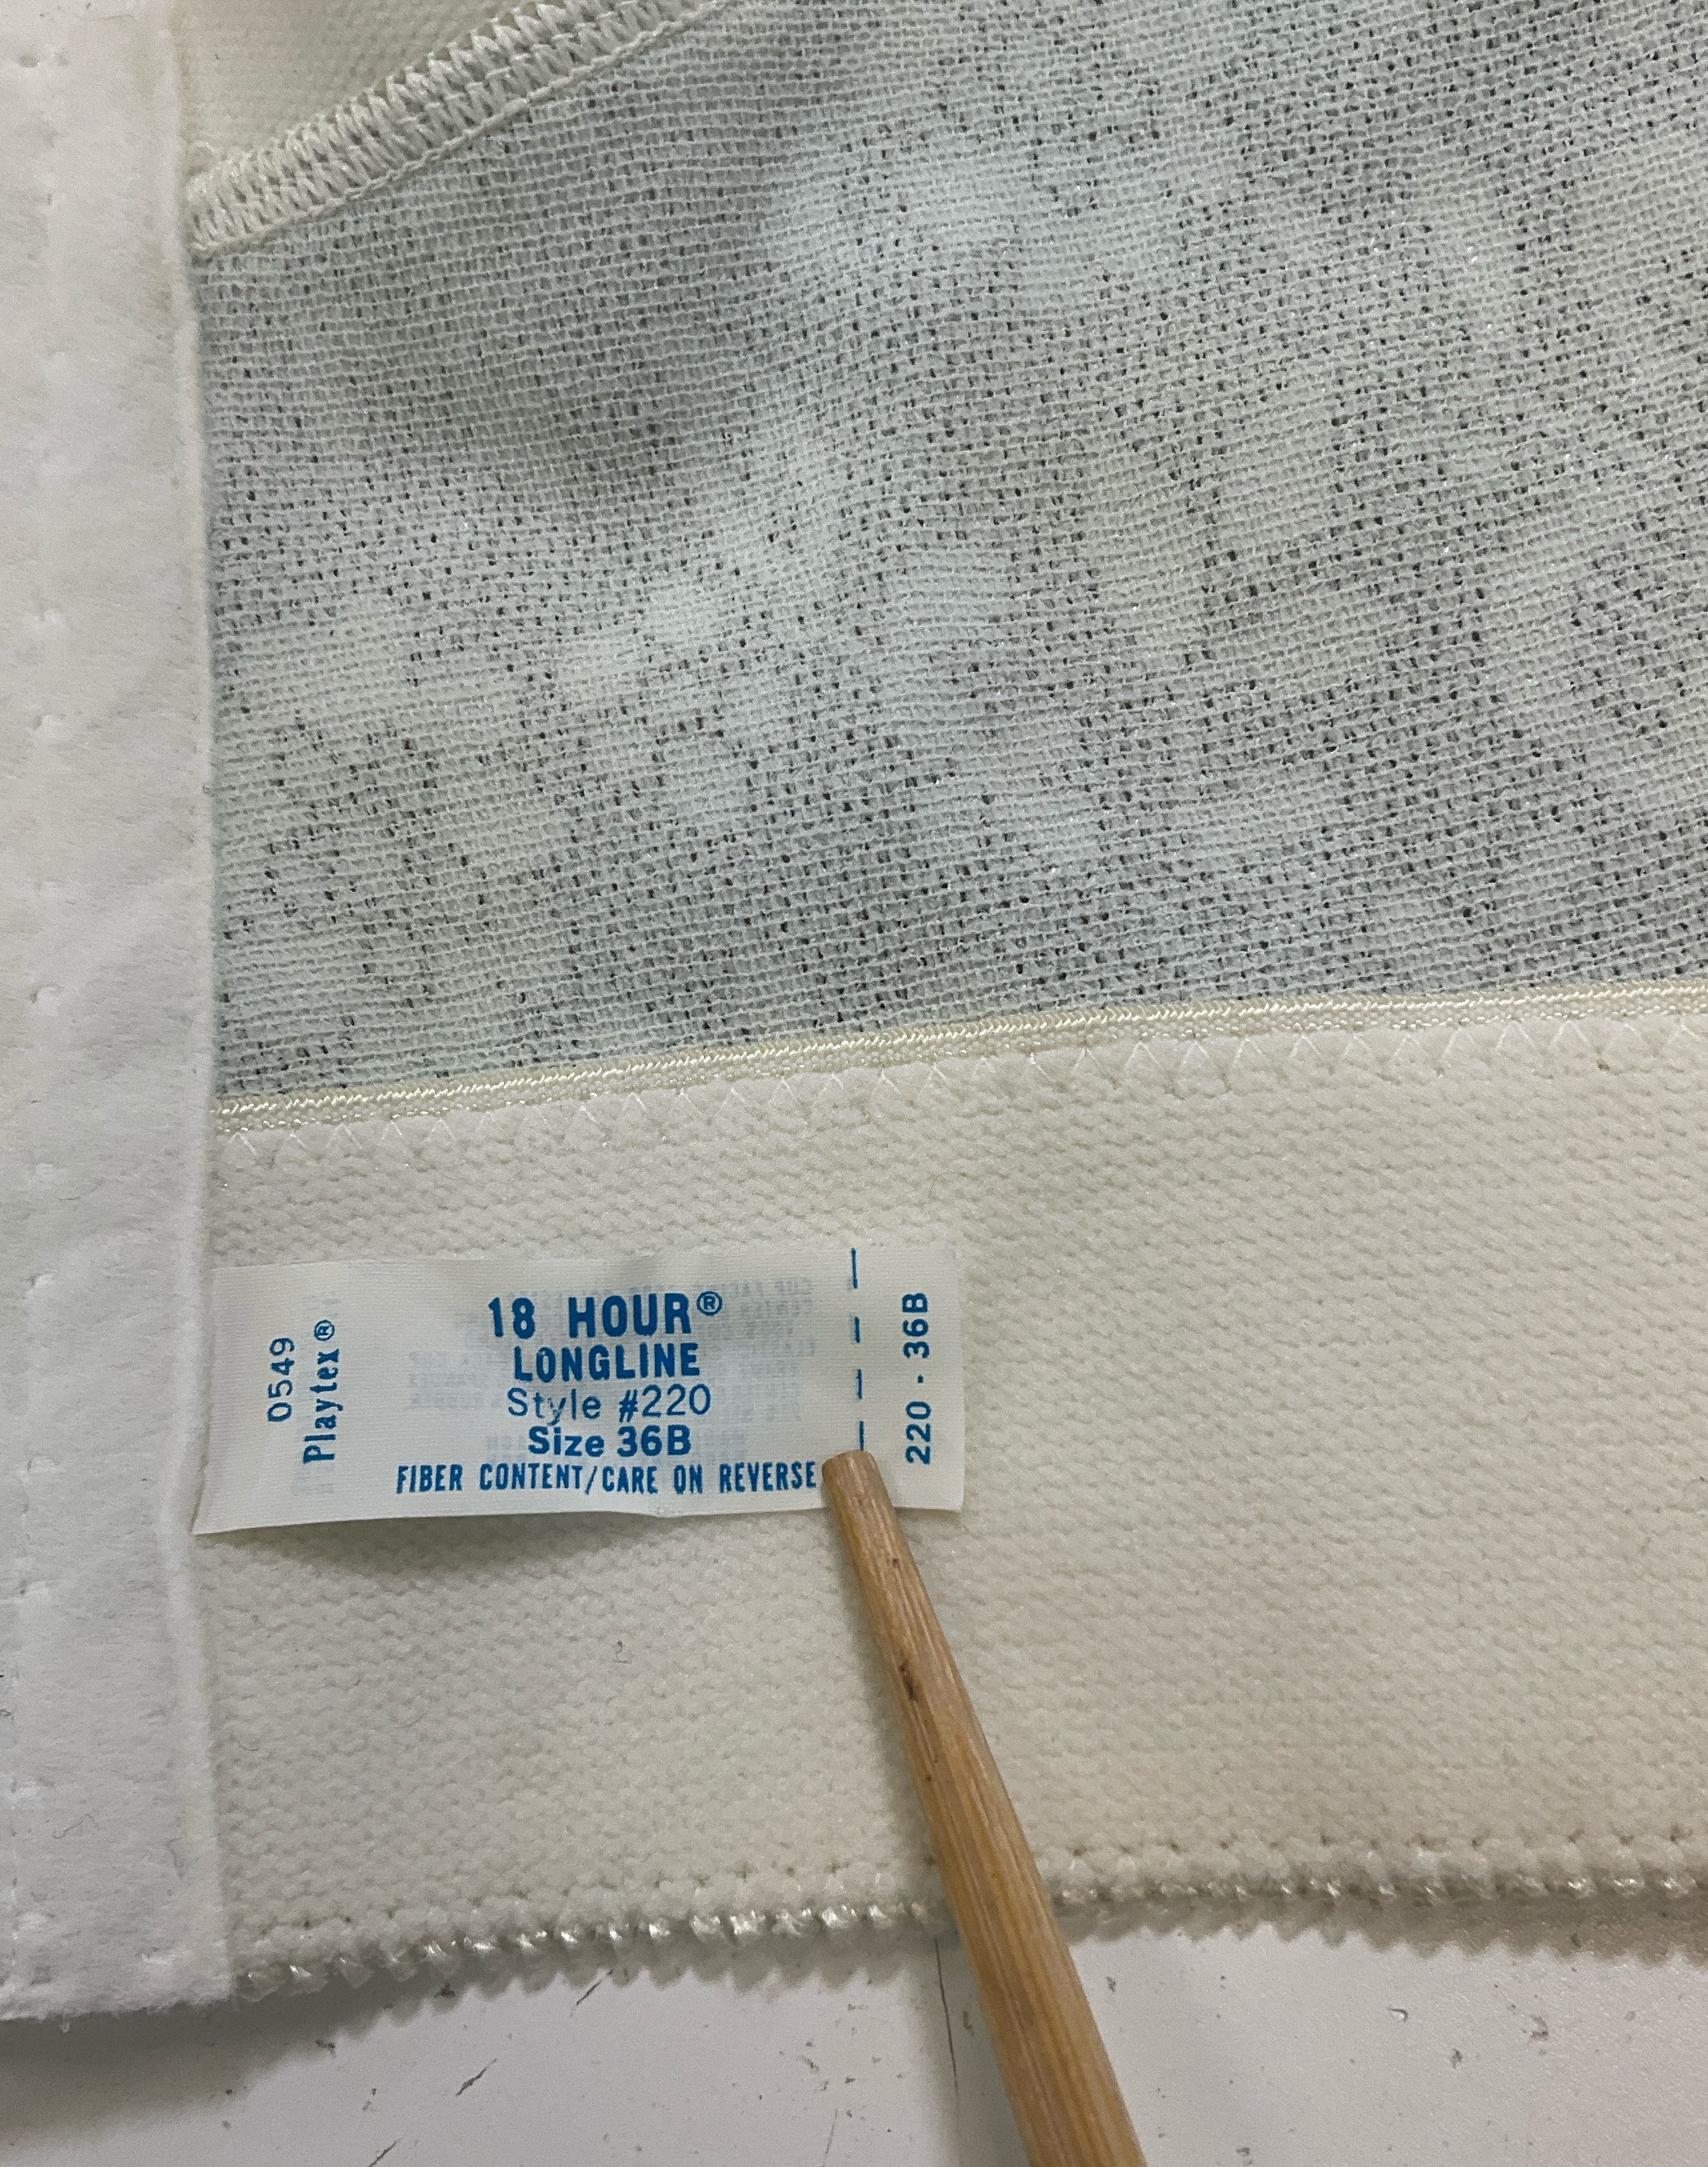 0549
Playtex®
18 HOUR®
LONGLINE
Style #220
Size 36B
FIBER CONTENT/CARE ON REVERSE
220 · 36B